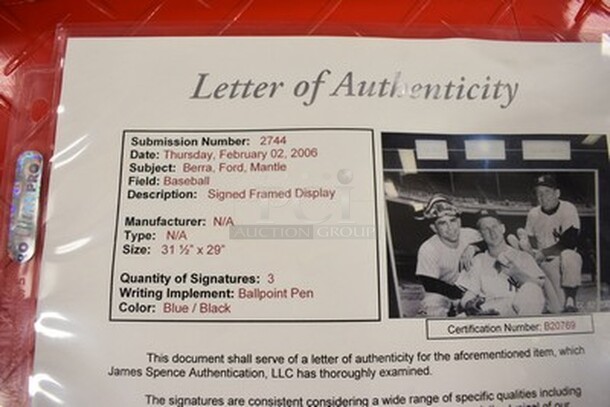 Letter of Authenticity
Submission Number: 2744
Date: Thursday, February 02, 2006
Subject: Berra, Ford, Mantle
Field: Baseball
Description: Signed Framed Display
Manufacturer: N/A
Type: N/A
Size: 31 ½" x 29"
Quantity of Signatures: 3
Writing Implement: Ballpoint Pen
Color: Blue / Black
PCI
AUCTION GROUP
PRO
Certification Number: B20769
This document shall serve of a letter of authenticity for the aforementioned item, which
James Spence Authentication, LLC has thoroughly examined.
The signatures are consistent considering a wide range of specific qualities including